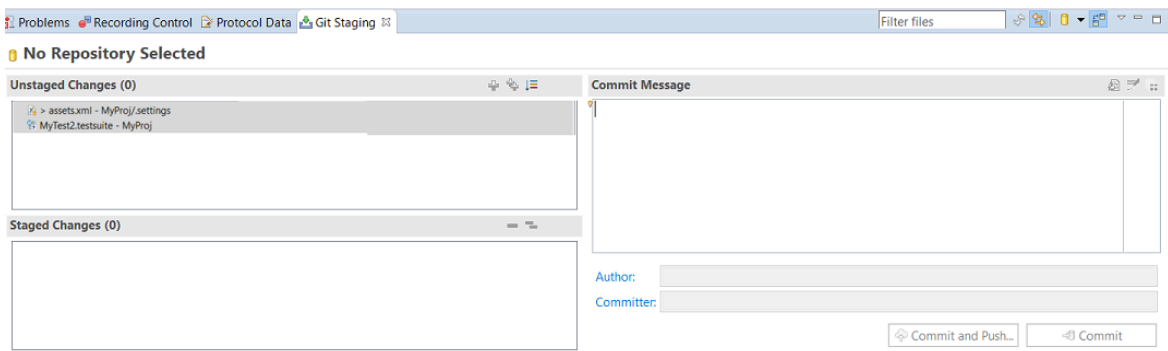 Problems Recording Control Protocol Data Git Staging Filter files
No Repository Selected
Unstaged Changes (0)
> assets.xml - MyProj/.settings
MyTest2.testsuite - MyProj
Staged Changes (0)
Commit Message
Author:
Committer:
Commit and Push... Commit